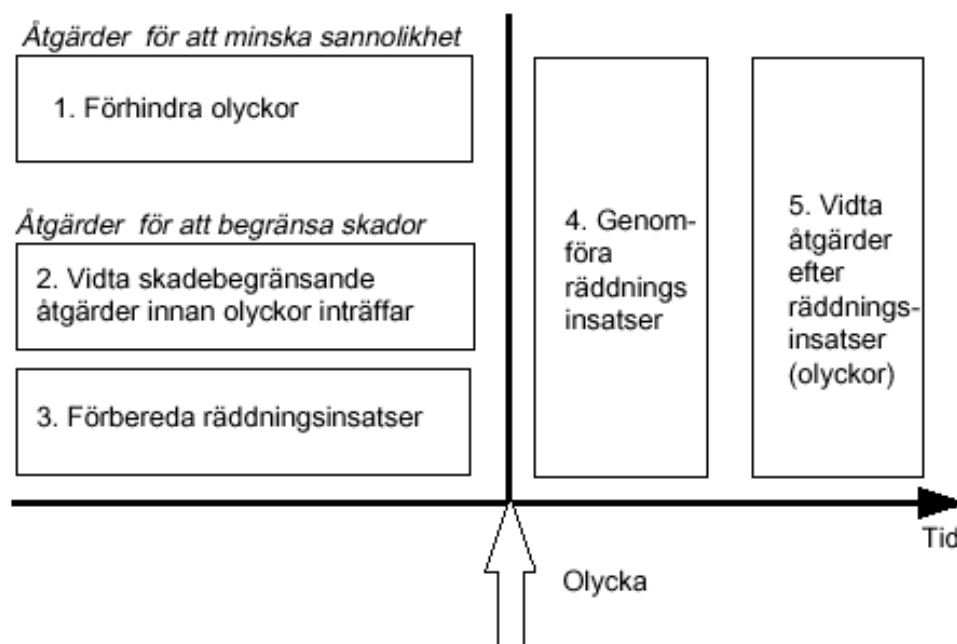 Åtgärder för att minska sannolikhet
1. Förhindra olyckor
Åtgärder för att begränsa skador
2. Vidta skadebegränsande
åtgärder innan olyckor inträffar
3. Förbereda räddningsinsatser
4. Genom-
föra
räddnings
insatser
5. Vidta
åtgärder
efter
räddnings-
insatser
(olyckor)
Tid
Olycka